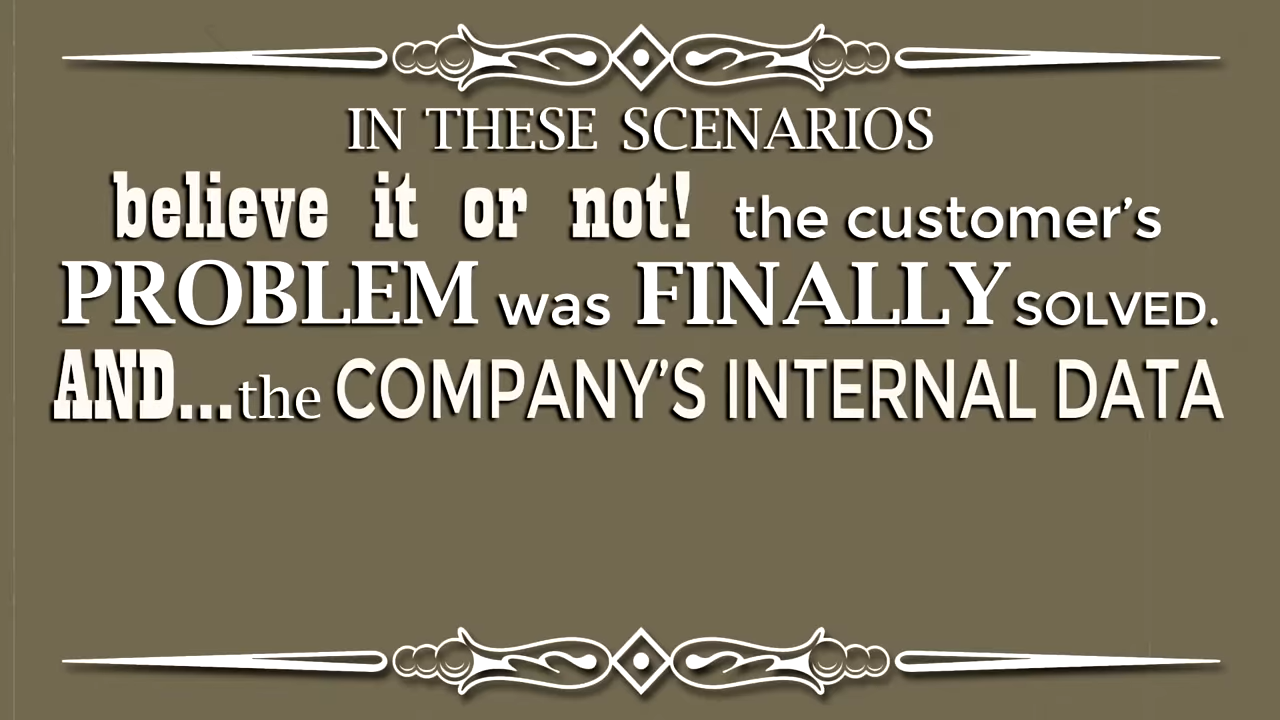 IN THESE SCENARIOS
believe it or not! the customer's
PROBLEM was FINALLY SOLVED.
AND...the COMPANY'S INTERNAL DATA